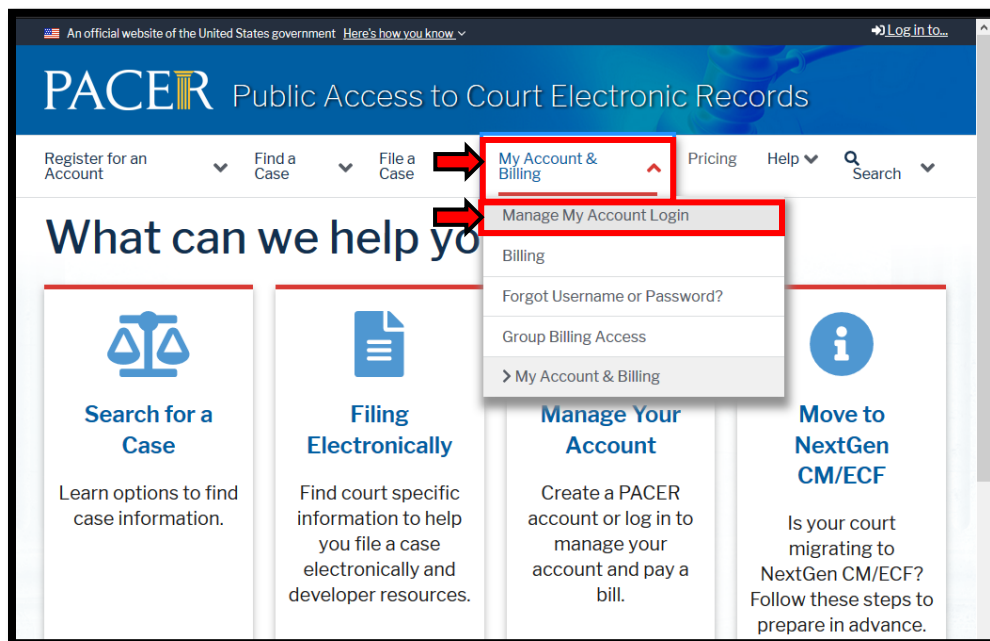 An official website of the United States government Here's how you know
Log in to...
PACER Public Access to Court Electronic Records
Register for an
Account
Find a
Case
File a
Case
My Account &
Billing
Pricing
Help
Search
What can we help yo
Manage My Account Login
Billing
Forgot Username or Password?
Group Billing Access
My Account & Billing
Search for a
Case
Learn options to find
case information.
Filing
Electronically
Find court specific
information to help
you file a case
electronically and
developer resources.
Manage Your
Account
Create a PACER
account or log in to
manage your
account and pay a
bill.
Move to
NextGen
CM/ECF
Is your court
migrating to
NextGen CM/ECF?
Follow these steps to
prepare in advance.